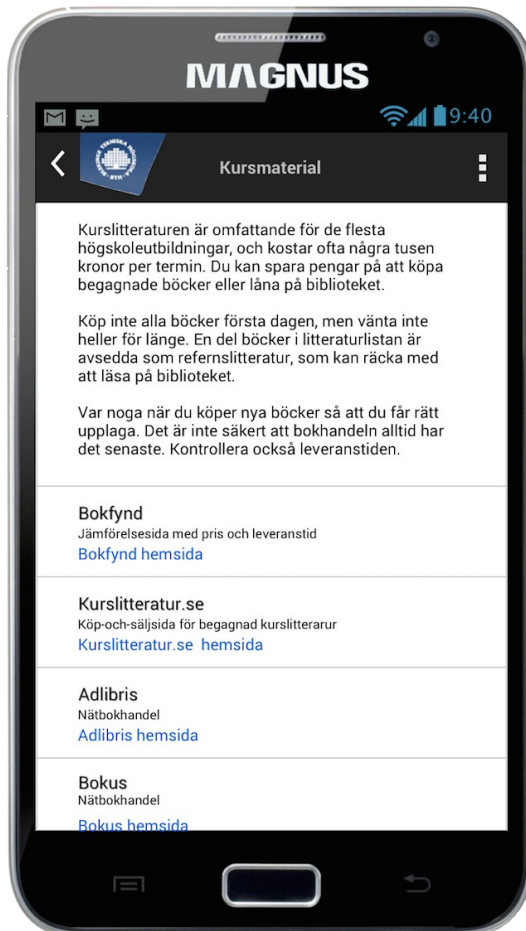 MAGNUS
9:40
Kursmaterial
Kurslitteraturen är omfattande för de flesta
högskoleutbildningar, och kostar ofta några tusen
kronor per termin. Du kan spara pengar på att köpa
begagnade böcker eller låna på biblioteket.
Köp inte alla böcker första dagen, men vänta inte
heller för länge. En del böcker i litteraturlistan är
avsedda som refernslitteratur, som kan räcka med
att läsa på biblioteket.
Var noga när du köper nya böcker så att du får rätt
upplaga. Det är inte säkert att bokhandeln alltid har
det senaste. Kontrollera också leveranstiden.
Bokfynd
Jämförelsesida med pris och leveranstid
Bokfynd hemsida
Kurslitteratur.se
Köp-och-säljsida för begagnad kurslitterarur
Kurslitteratur.se hemsida
Adlibris
Nätbokhandel
Adlibris hemsida
Bokus
Nätbokhandel
Bokus hemsida